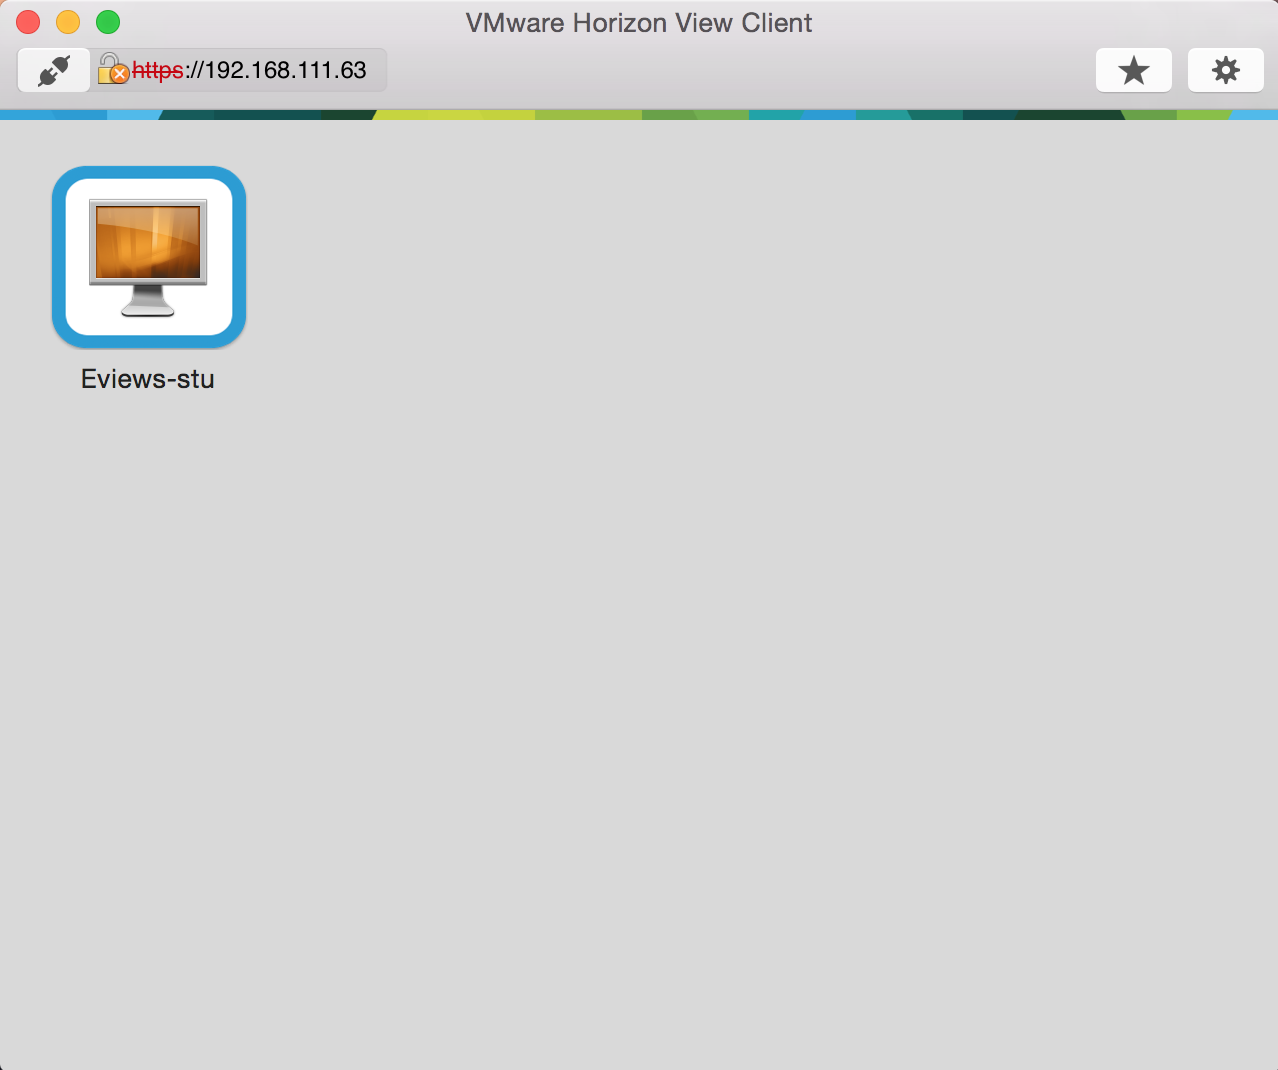 VMware Horizon View Client
https://192.168.111.63
Eviews-stu